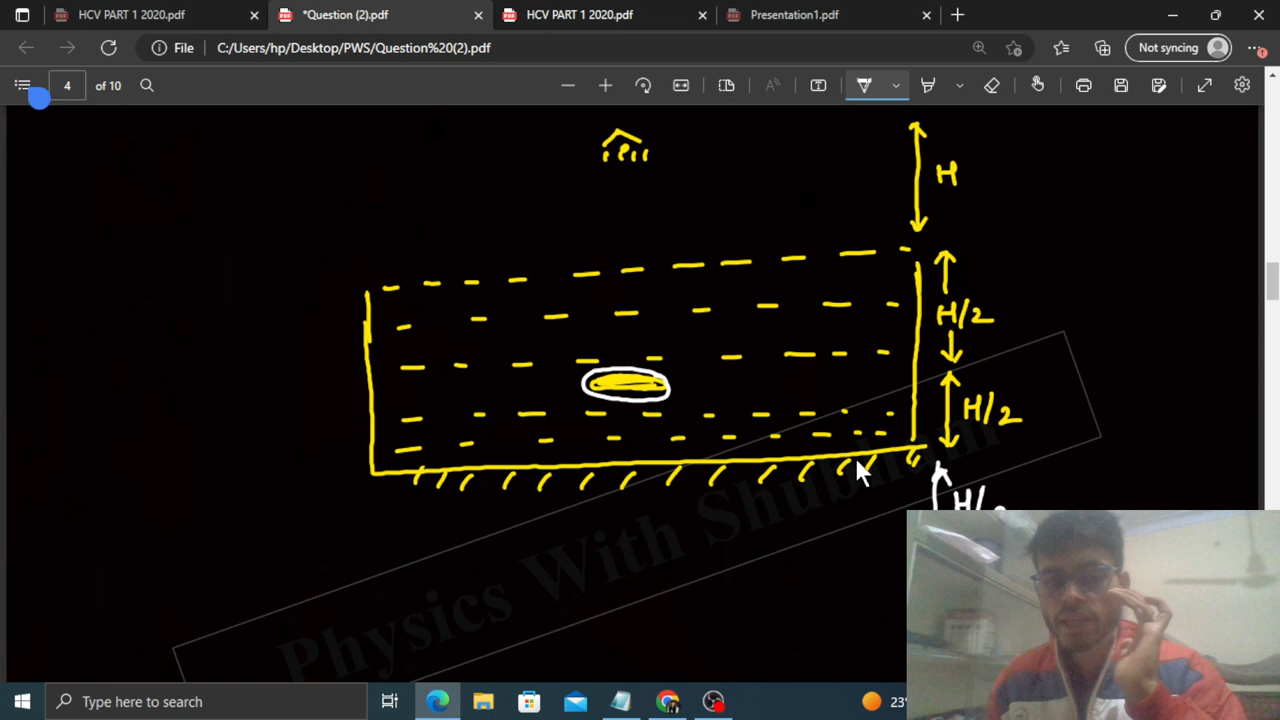 HCV PART 1 2020.pdf
*Question (2).pdf
HCV PART 1 2020.pdf
Presentation1.pdf
File
C:/Users/hp/Desktop/PWS/Question%20(2).pdf
Not syncing
4 of 10
H
H/2
H/2
Physics With Shubham
Type here to search
23°